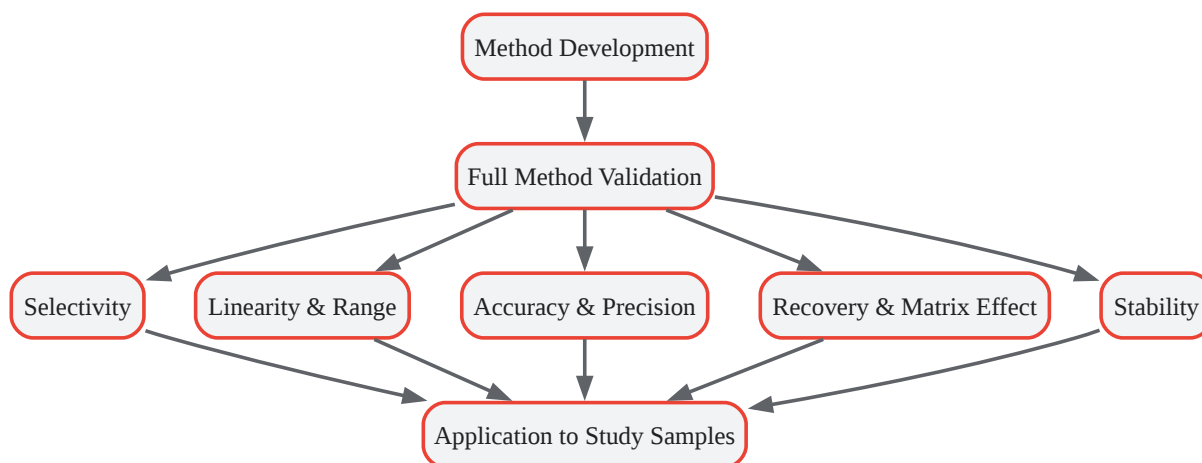 Method Development
Full Method Validation
Selectivity
Linearity & Range
Accuracy & Precision
Recovery & Matrix Effect
Stability
Application to Study Samples